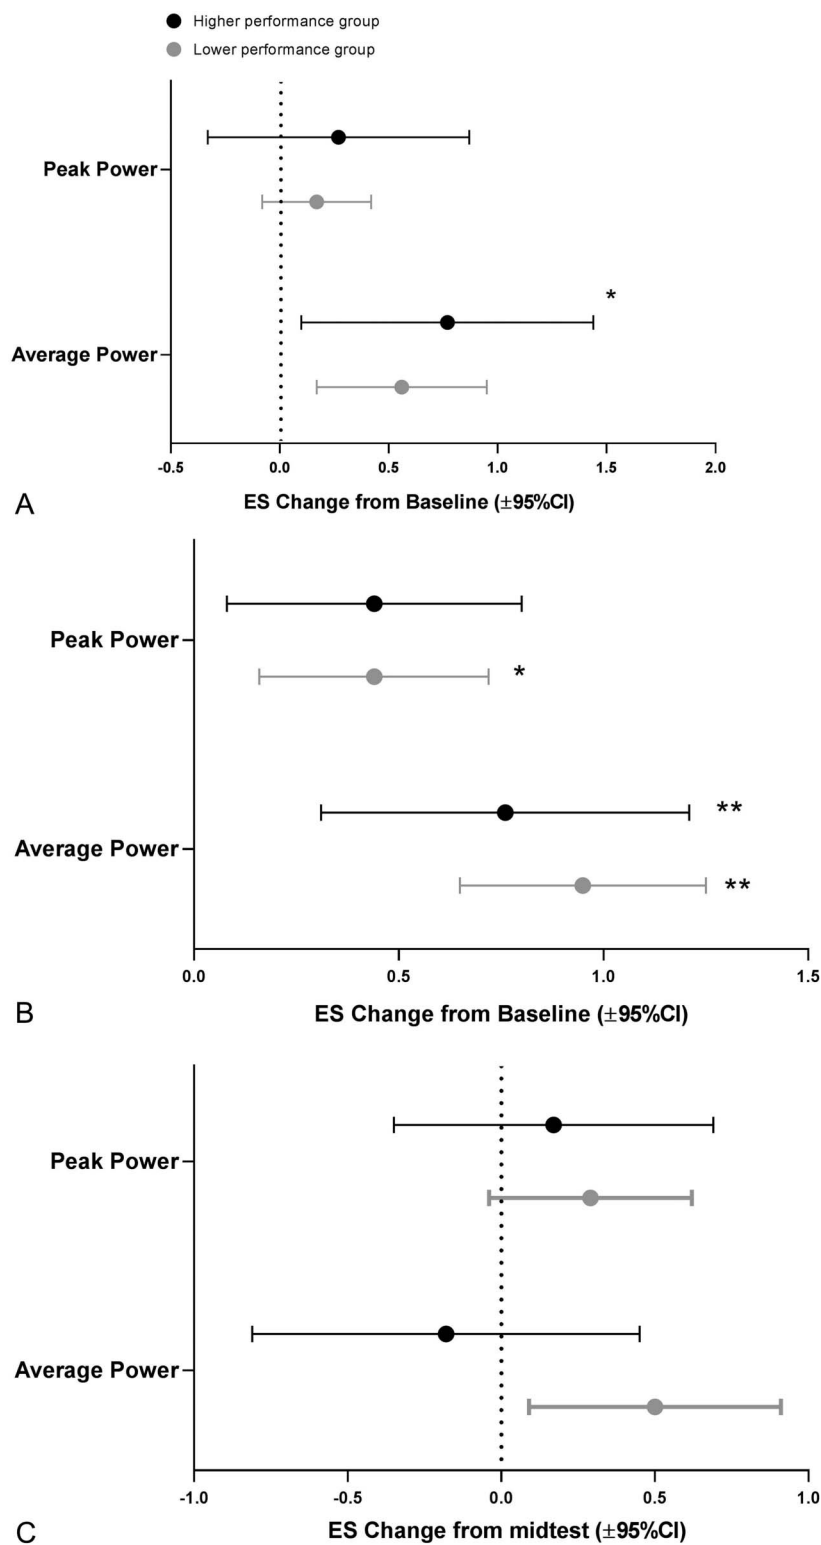 Higher performance group
Lower performance group
Peak Power
*
Average Power
-0.5 0.0 0.5 1.0 1.5 2.0
A ES Change from Baseline (±95%CI)
Peak Power
*
**
Average Power
**
0.0 0.5 1.0 1.5
B ES Change from Baseline (±95%CI)
Peak Power
Average Power
-1.0 -0.5 0.0 0.5 1.0
C ES Change from midtest (±95%CI)